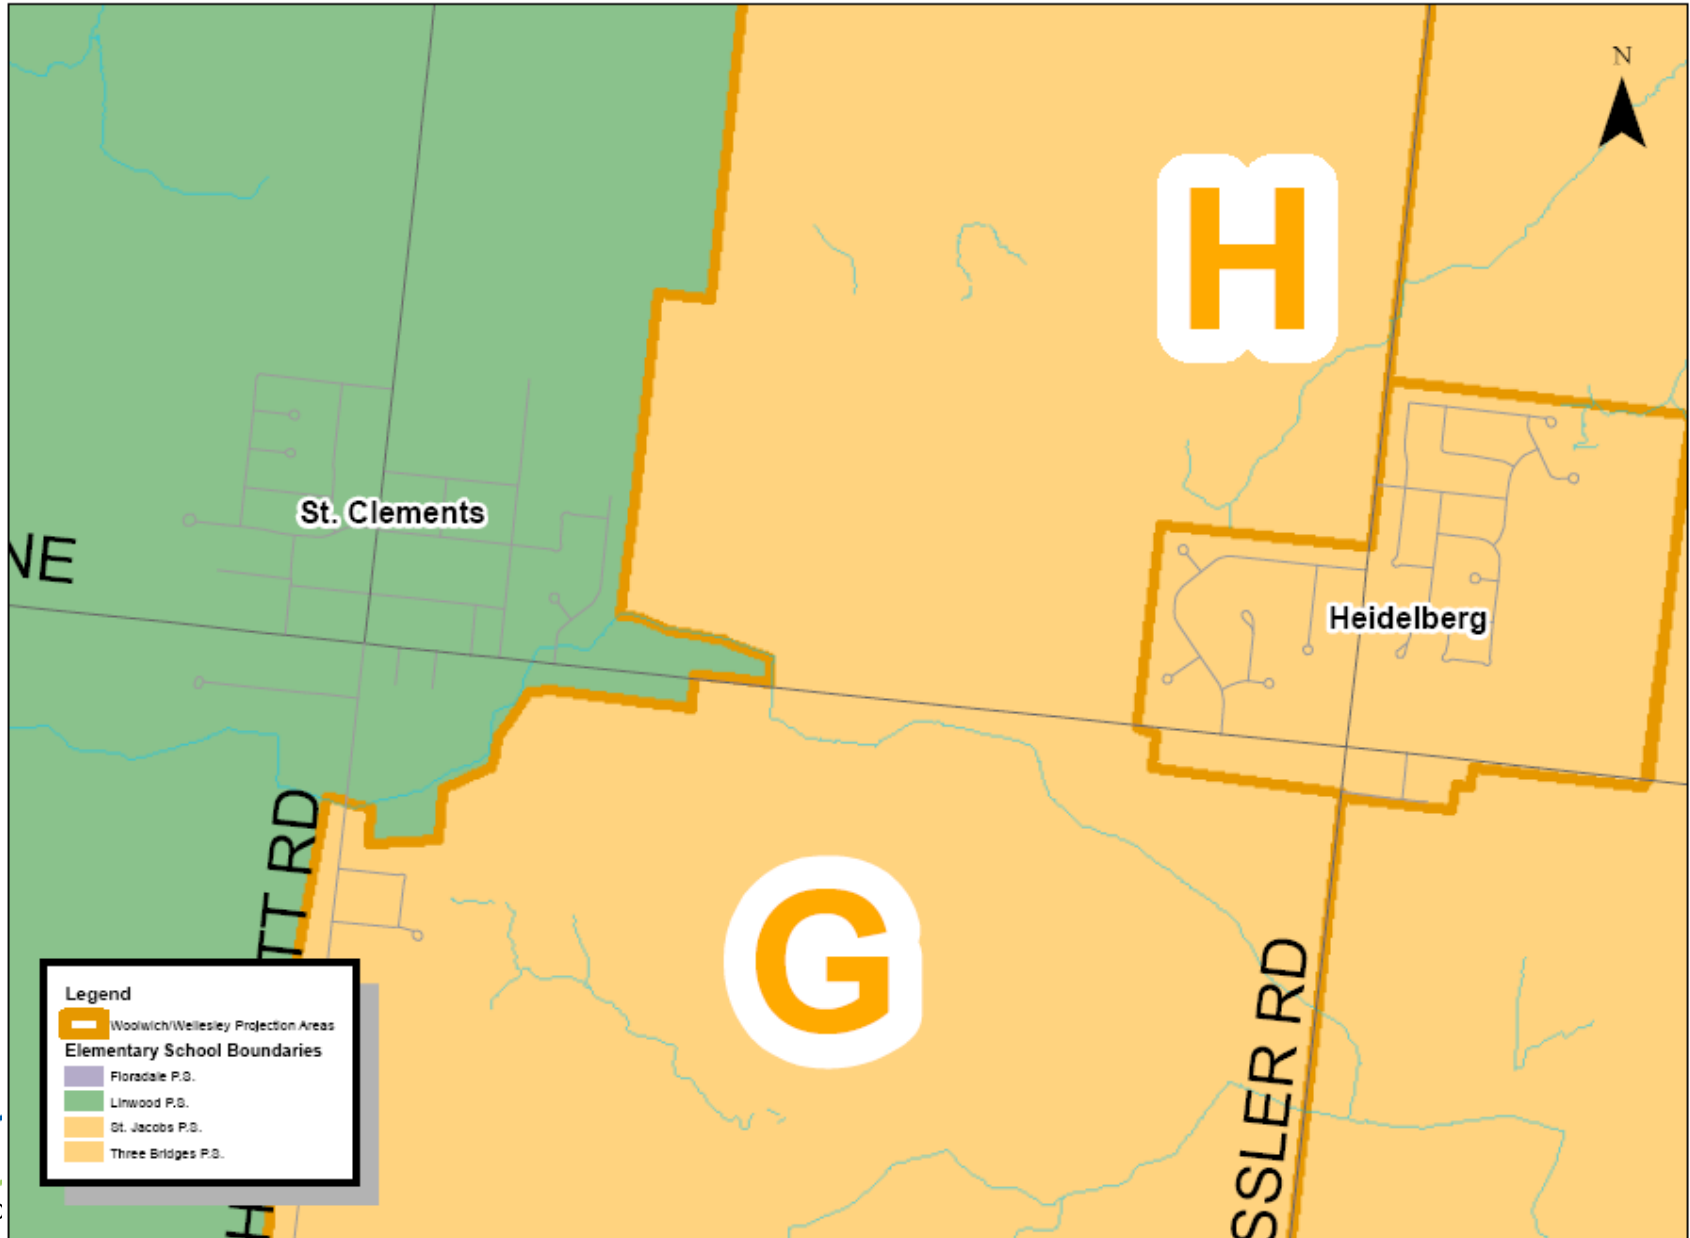 N
H
St. Clements
NE
Heidelberg
TT RD
G
SSLER RD
Legend
Woolwich/Wellesley Projection Areas
Elementary School Boundaries
Floradale P.S.
Linwood P.S.
St. Jacobs P.S.
Three Bridges P.S.
H